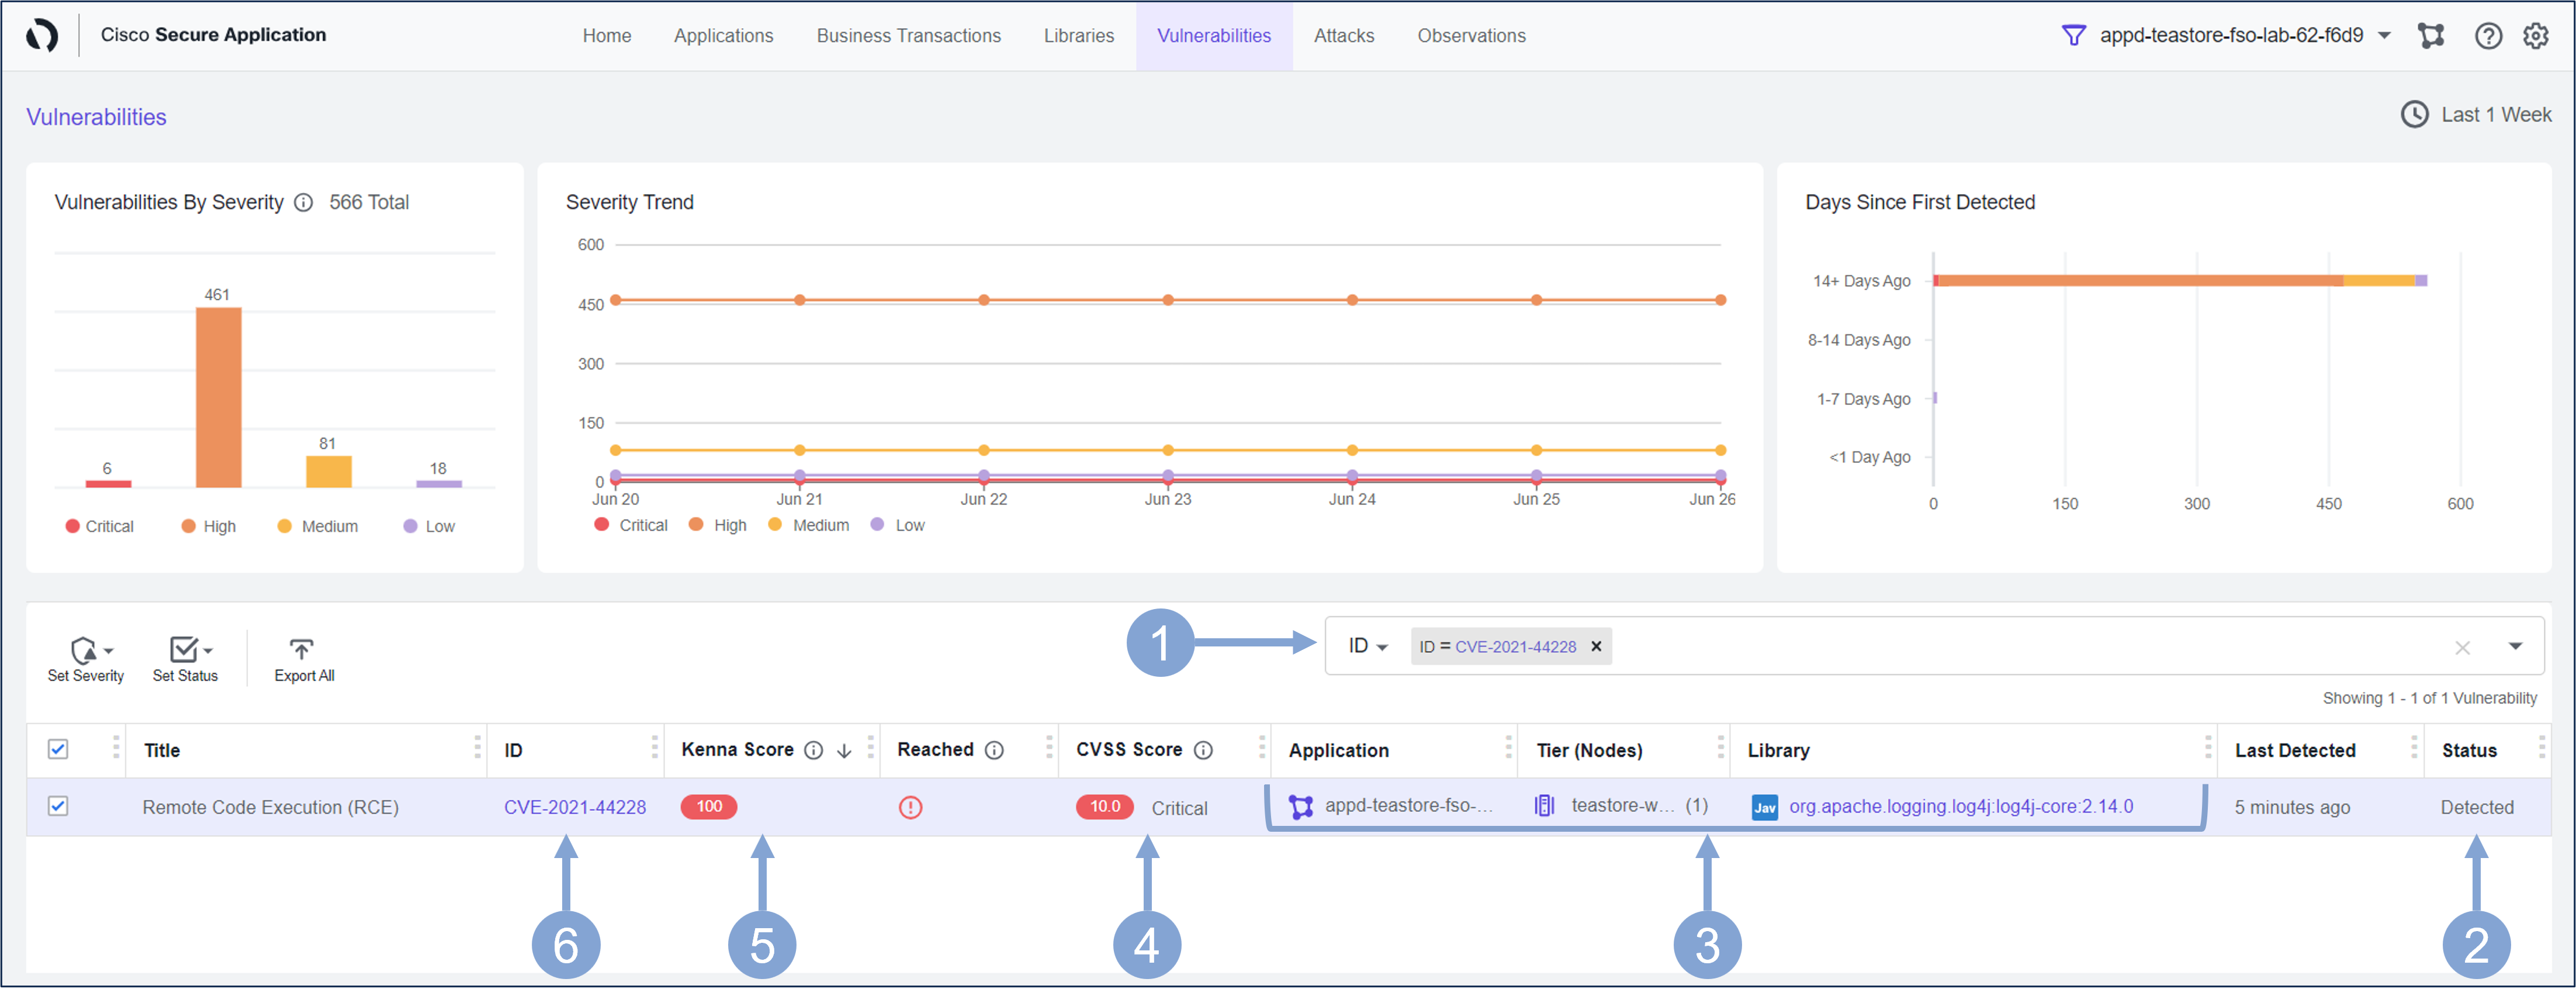 Cisco Secure Application
Home Applications Business Transactions Libraries Vulnerabilities Attacks Observations
appd-teastore-fso-lab-62-f6d9
Vulnerabilities
Last 1 Week
Vulnerabilities By Severity 566 Total
461
81
6
18
Critical High Medium Low
Severity Trend
600
450
300
150
0
Jun 20 Jun 21 Jun 22 Jun 23 Jun 24 Jun 25 Jun 26
Critical High Medium Low
Days Since First Detected
14+ Days Ago
8-14 Days Ago
1-7 Days Ago
<1 Day Ago
0 150 300 450 600
Set Severity Set Status Export All
1
ID ID = CVE-2021-44228
Showing 1 - 1 of 1 Vulnerability
Title ID Kenna Score Reached CVSS Score Application Tier (Nodes) Library Last Detected Status
Remote Code Execution (RCE) CVE-2021-44228 100 10.0 Critical appd-teastore-fso-... teastore-w... (1) Jav org.apache.logging.log4j:log4j-core:2.14.0 5 minutes ago Detected
6 5 4 3 2